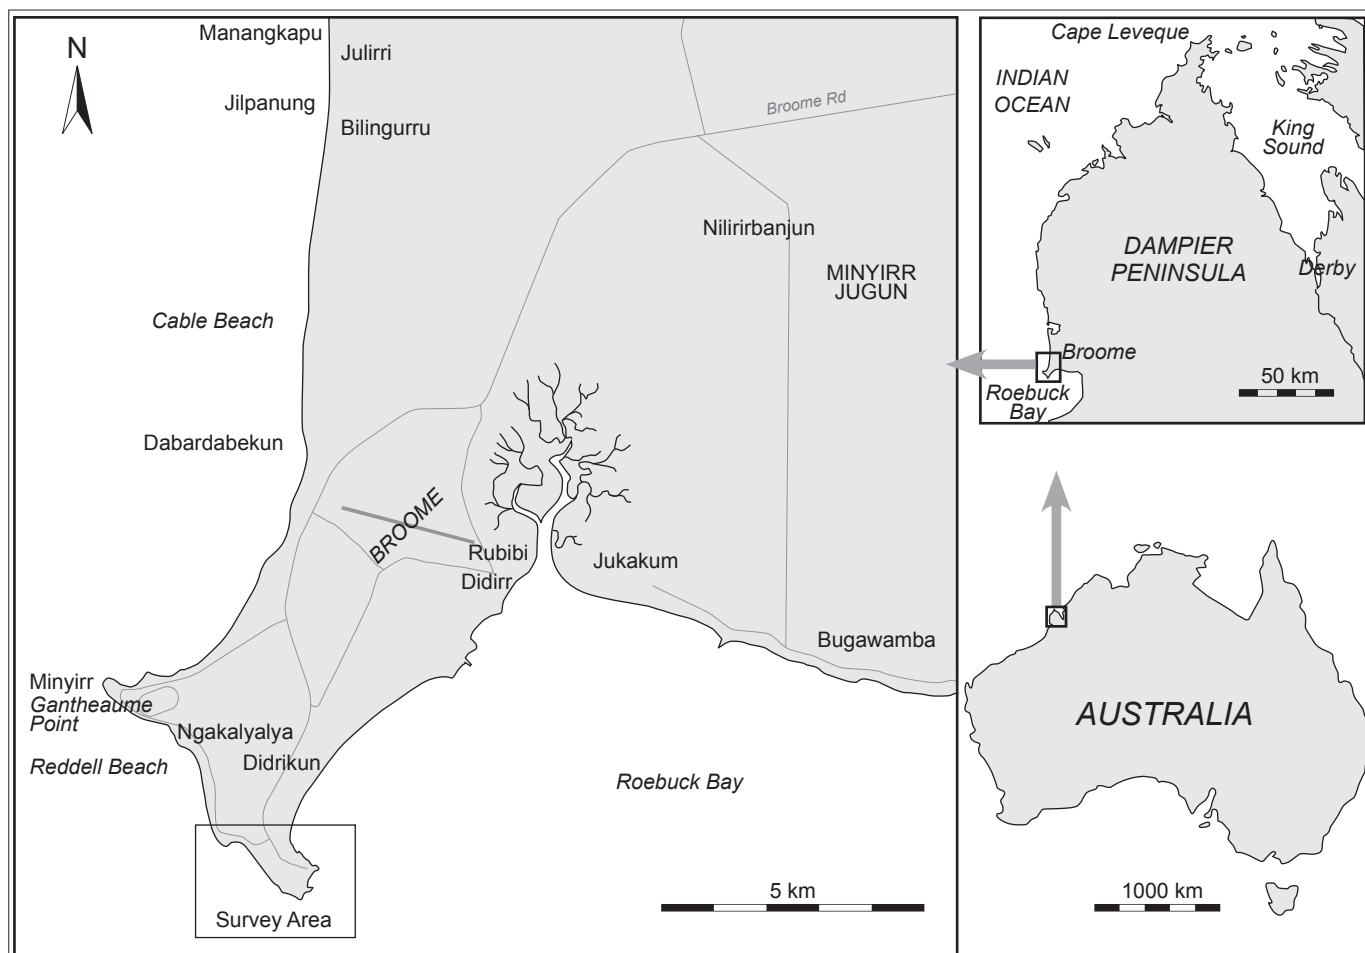 N
Manangkapu
Julirri
Jilpanung
Bilingurru
Broome Rd
Nilirirbanjun
MINYIRR
JUGUN
Cable Beach
Dabardabekun
BROOME
Rubibi
Didirr
Jukakum
Bugawamba
Minyirr
Gantheaume
Point
Ngakalyalya
Didrikun
Reddell Beach
Roebuck Bay
Survey Area
5 km
Cape Leveque
INDIAN
OCEAN
King
Sound
DAMPIER
PENINSULA
Derby
Broome
Roebuck
Bay
50 km
AUSTRALIA
1000 km